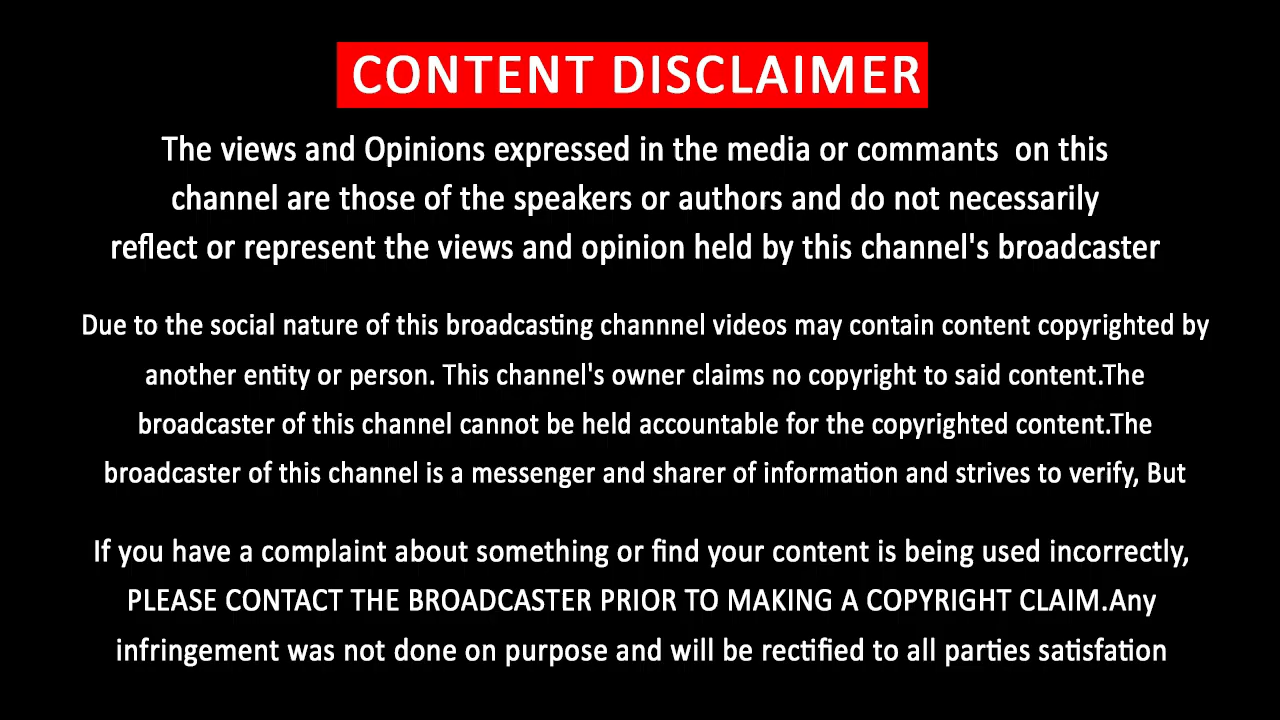 CONTENT DISCLAIMER
The views and Opinions expressed in the media or commants on this
channel are those of the speakers or authors and do not necessarily
reflect or represent the views and opinion held by this channel's broadcaster
Due to the social nature of this broadcasting channnel videos may contain content copyrighted by
another entity or person. This channel's owner claims no copyright to said content.The
broadcaster of this channel cannot be held accountable for the copyrighted content.The
broadcaster of this channel is a messenger and sharer of information and strives to verify, But
If you have a complaint about something or find your content is being used incorrectly,
PLEASE CONTACT THE BROADCASTER PRIOR TO MAKING A COPYRIGHT CLAIM.Any
infringement was not done on purpose and will be rectified to all parties satisfation